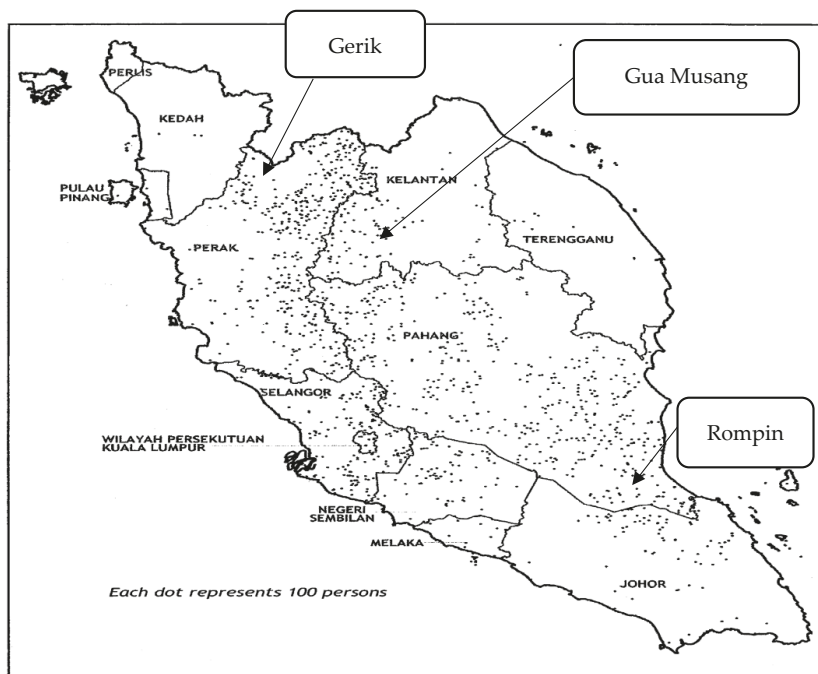 Gerik
Gua Musang
PERLIS
KEDAH
PULAU
PINANG
KELANTAN
PERAK
TERENGGANU
PAHANG
SELANGOR
WILAYAH PERSEKUTUAN
KUALA LUMPUR
Rompin
NEGERI
SEMBILAN
MELAKA
JOHOR
Each dot represents 100 persons